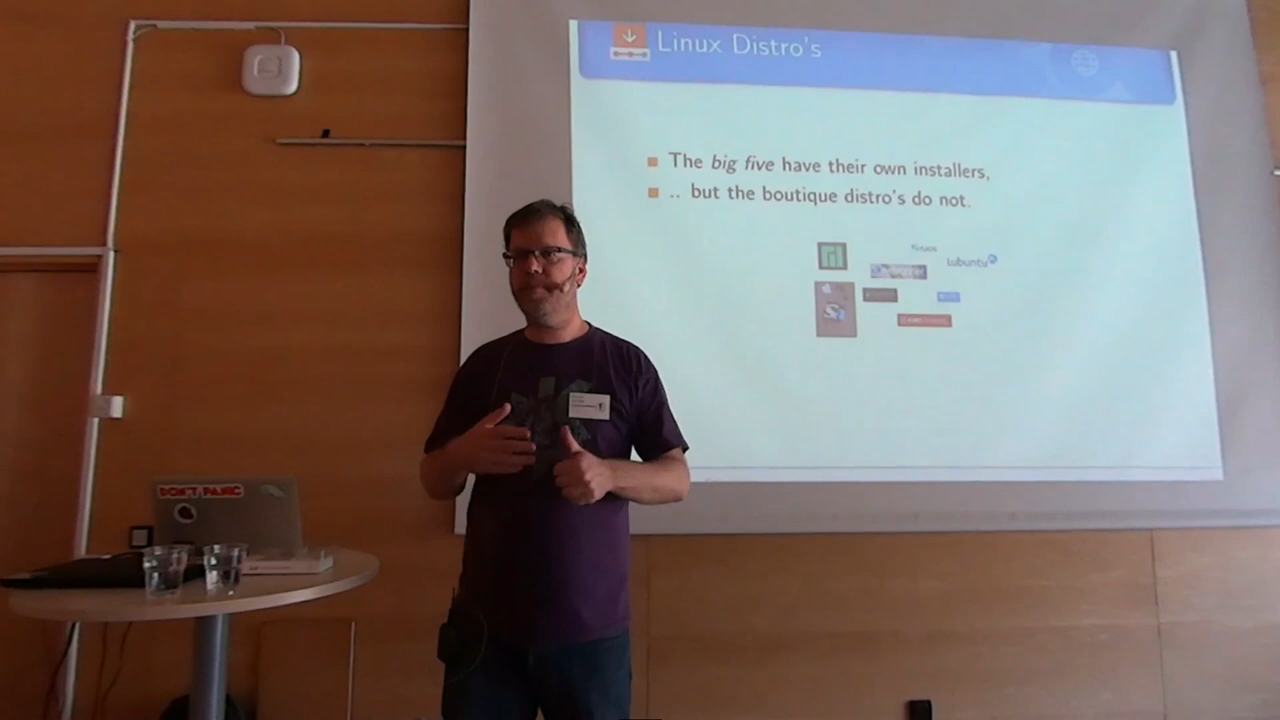 Linux Distro's
The big five have their own installers,
.. but the boutique distro's do not.
Lubuntu
DON'T PANIC